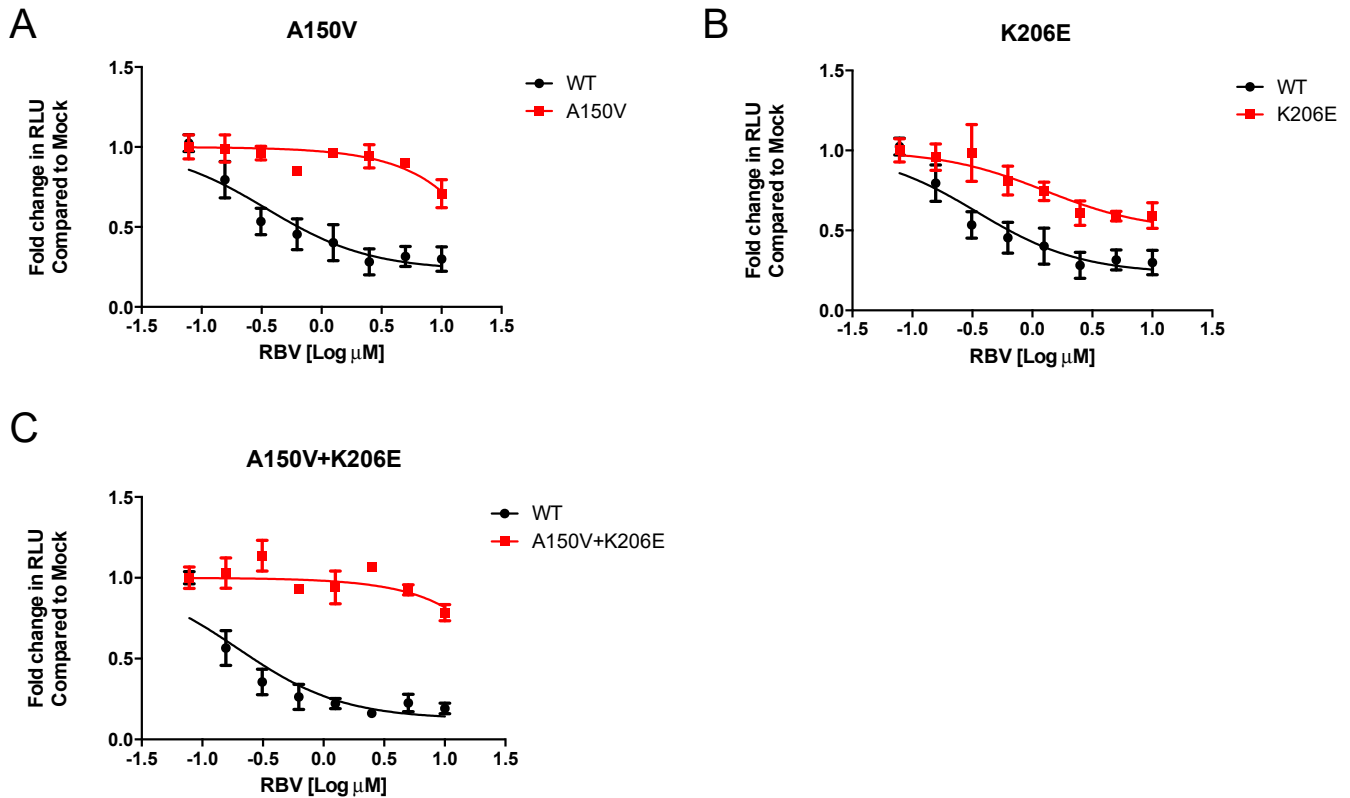 A
A150V
Fold change in RLU
Compared to Mock
1.5
1.0
0.5
0.0
-1.5 -1.0 -0.5 0.0 0.5 1.0 1.5
RBV [Log μM]
WT
A150V
B
K206E
Fold change in RLU
Compared to Mock
1.5
1.0
0.5
0.0
-1.5 -1.0 -0.5 0.0 0.5 1.0 1.5
RBV [Log μM]
WT
K206E
C
A150V+K206E
Fold change in RLU
Compared to Mock
1.5
1.0
0.5
0.0
-1.5 -1.0 -0.5 0.0 0.5 1.0 1.5
RBV [Log μM]
WT
A150V+K206E